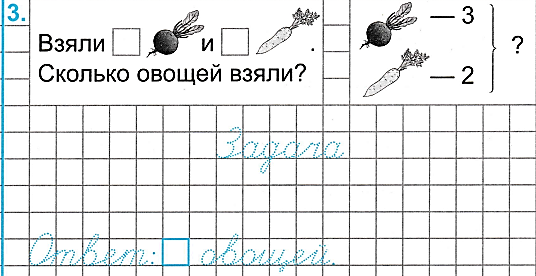 3.
Взяли и .
Сколько овощей взяли?
— 3
— 2
?
Задача
Ответ: овощей.